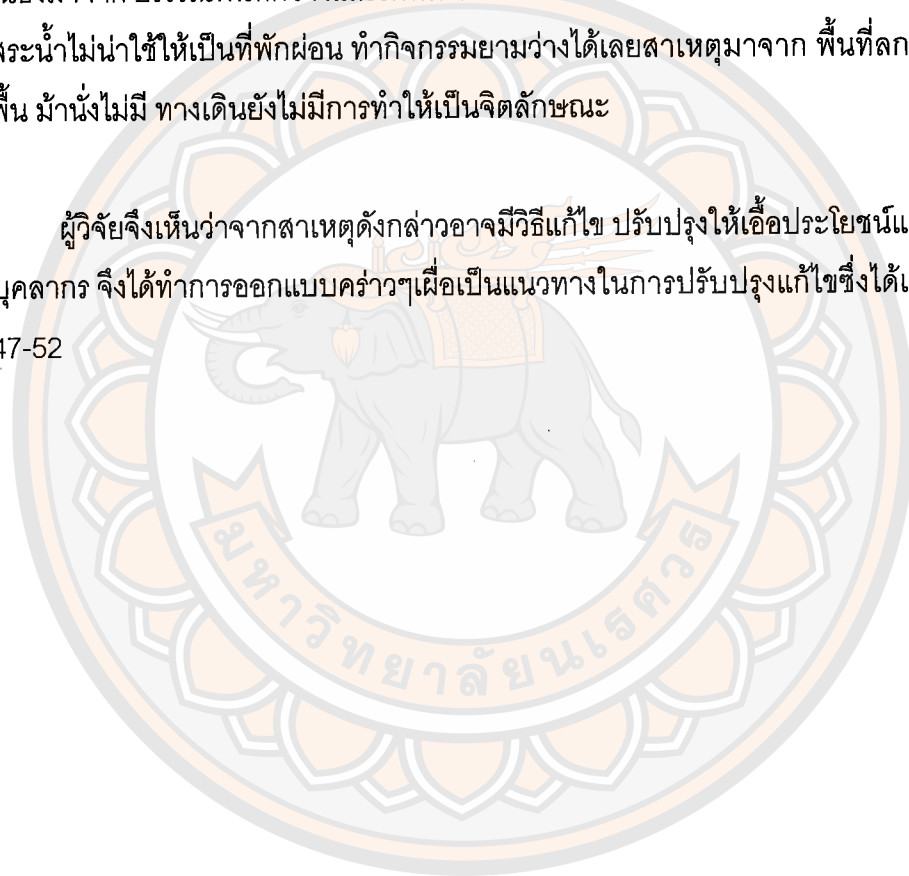 สระน้ำไม่น่าใช้ให้เป็นที่พักผ่อน ทำกิจกรรมยามว่างได้เลยสาเหตุมาจาก พื้นที่ลก
พื้น ม้านั่งไม่มี ทางเดินยังไม่มีการทำให้เป็นจิตลักษณะ
ผู้วิจัยจึงเห็นว่าจากสาเหตุดังกล่าวอาจมีวิธีแก้ไข ปรับปรุงให้เอื้อประโยชน์แ
บุคลากร จึงได้ทำการออกแบบคร่าวๆเผื่อเป็นแนวทางในการปรับปรุงแก้ไขซึ่งได้เ
47-52
มหาวิทยาลัยนเรศวร